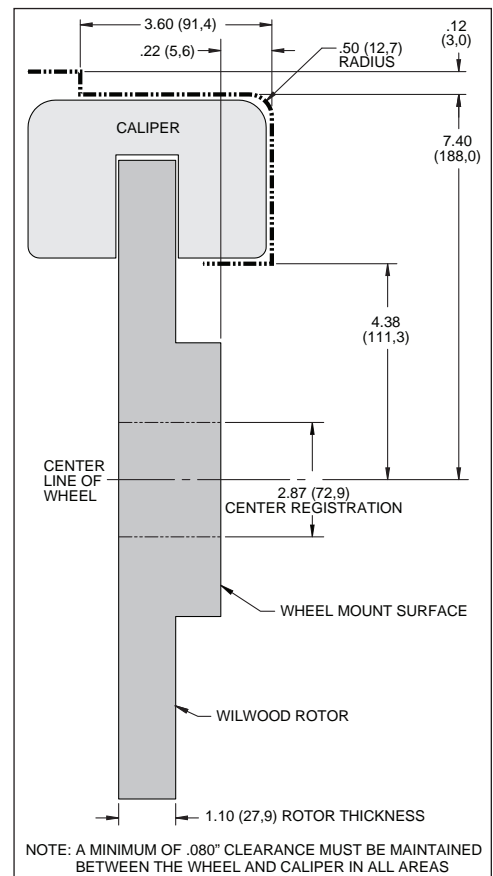 3.60 (91,4)
.22 (5,6)
.50 (12,7)
RADIUS
.12
(3,0)
CALIPER
7.40
(188,0)
4.38
(111,3)
CENTER
LINE OF
WHEEL
2.87 (72,9)
CENTER REGISTRATION
WHEEL MOUNT SURFACE
WILWOOD ROTOR
1.10 (27,9) ROTOR THICKNESS
NOTE: A MINIMUM OF .080" CLEARANCE MUST BE MAINTAINED
BETWEEN THE WHEEL AND CALIPER IN ALL AREAS